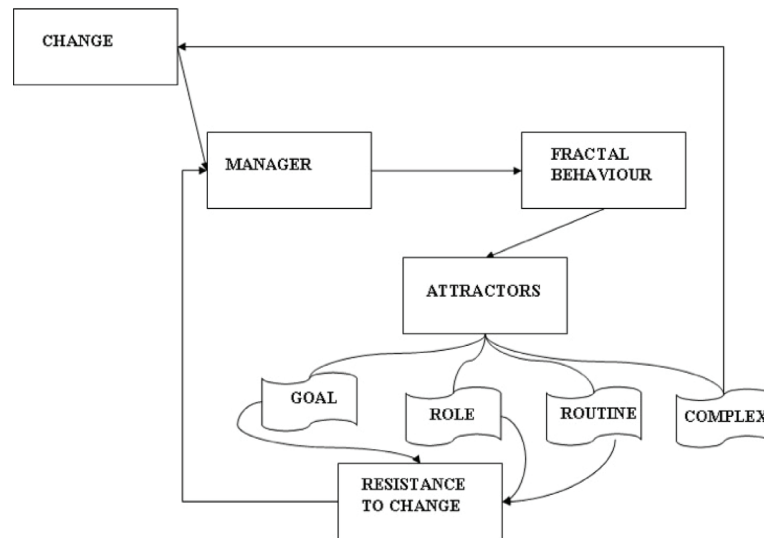 CHANGE
MANAGER
FRACTAL
BEHAVIOUR
ATTRACTORS
GOAL
ROLE
ROUTINE
COMPLEX
RESISTANCE
TO CHANGE